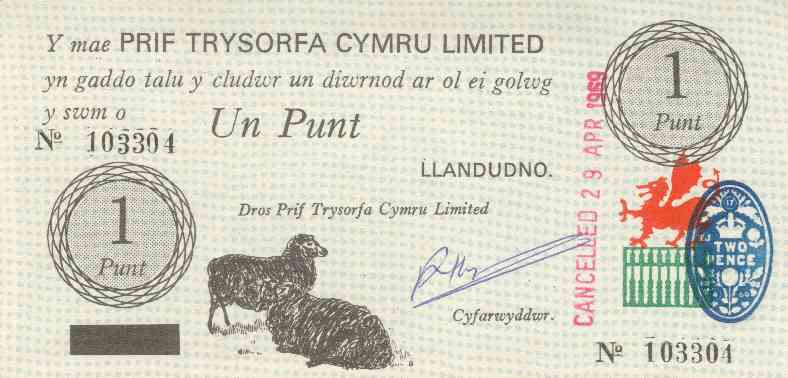 Y mae PRIF TRYSORFA CYMRU LIMITED
yn gaddo talu y cludwr un diwrnod ar ol ei golwg
y swm o
Un Punt
Nº 103304
1
Punt
LLANDUDNO.
Dros Prif Trysorfa Cymru Limited
1
Punt
Cyfarwyddwr.
CANCELLED 29 APR 1969
17
TWO
PENCE
Nº 103304